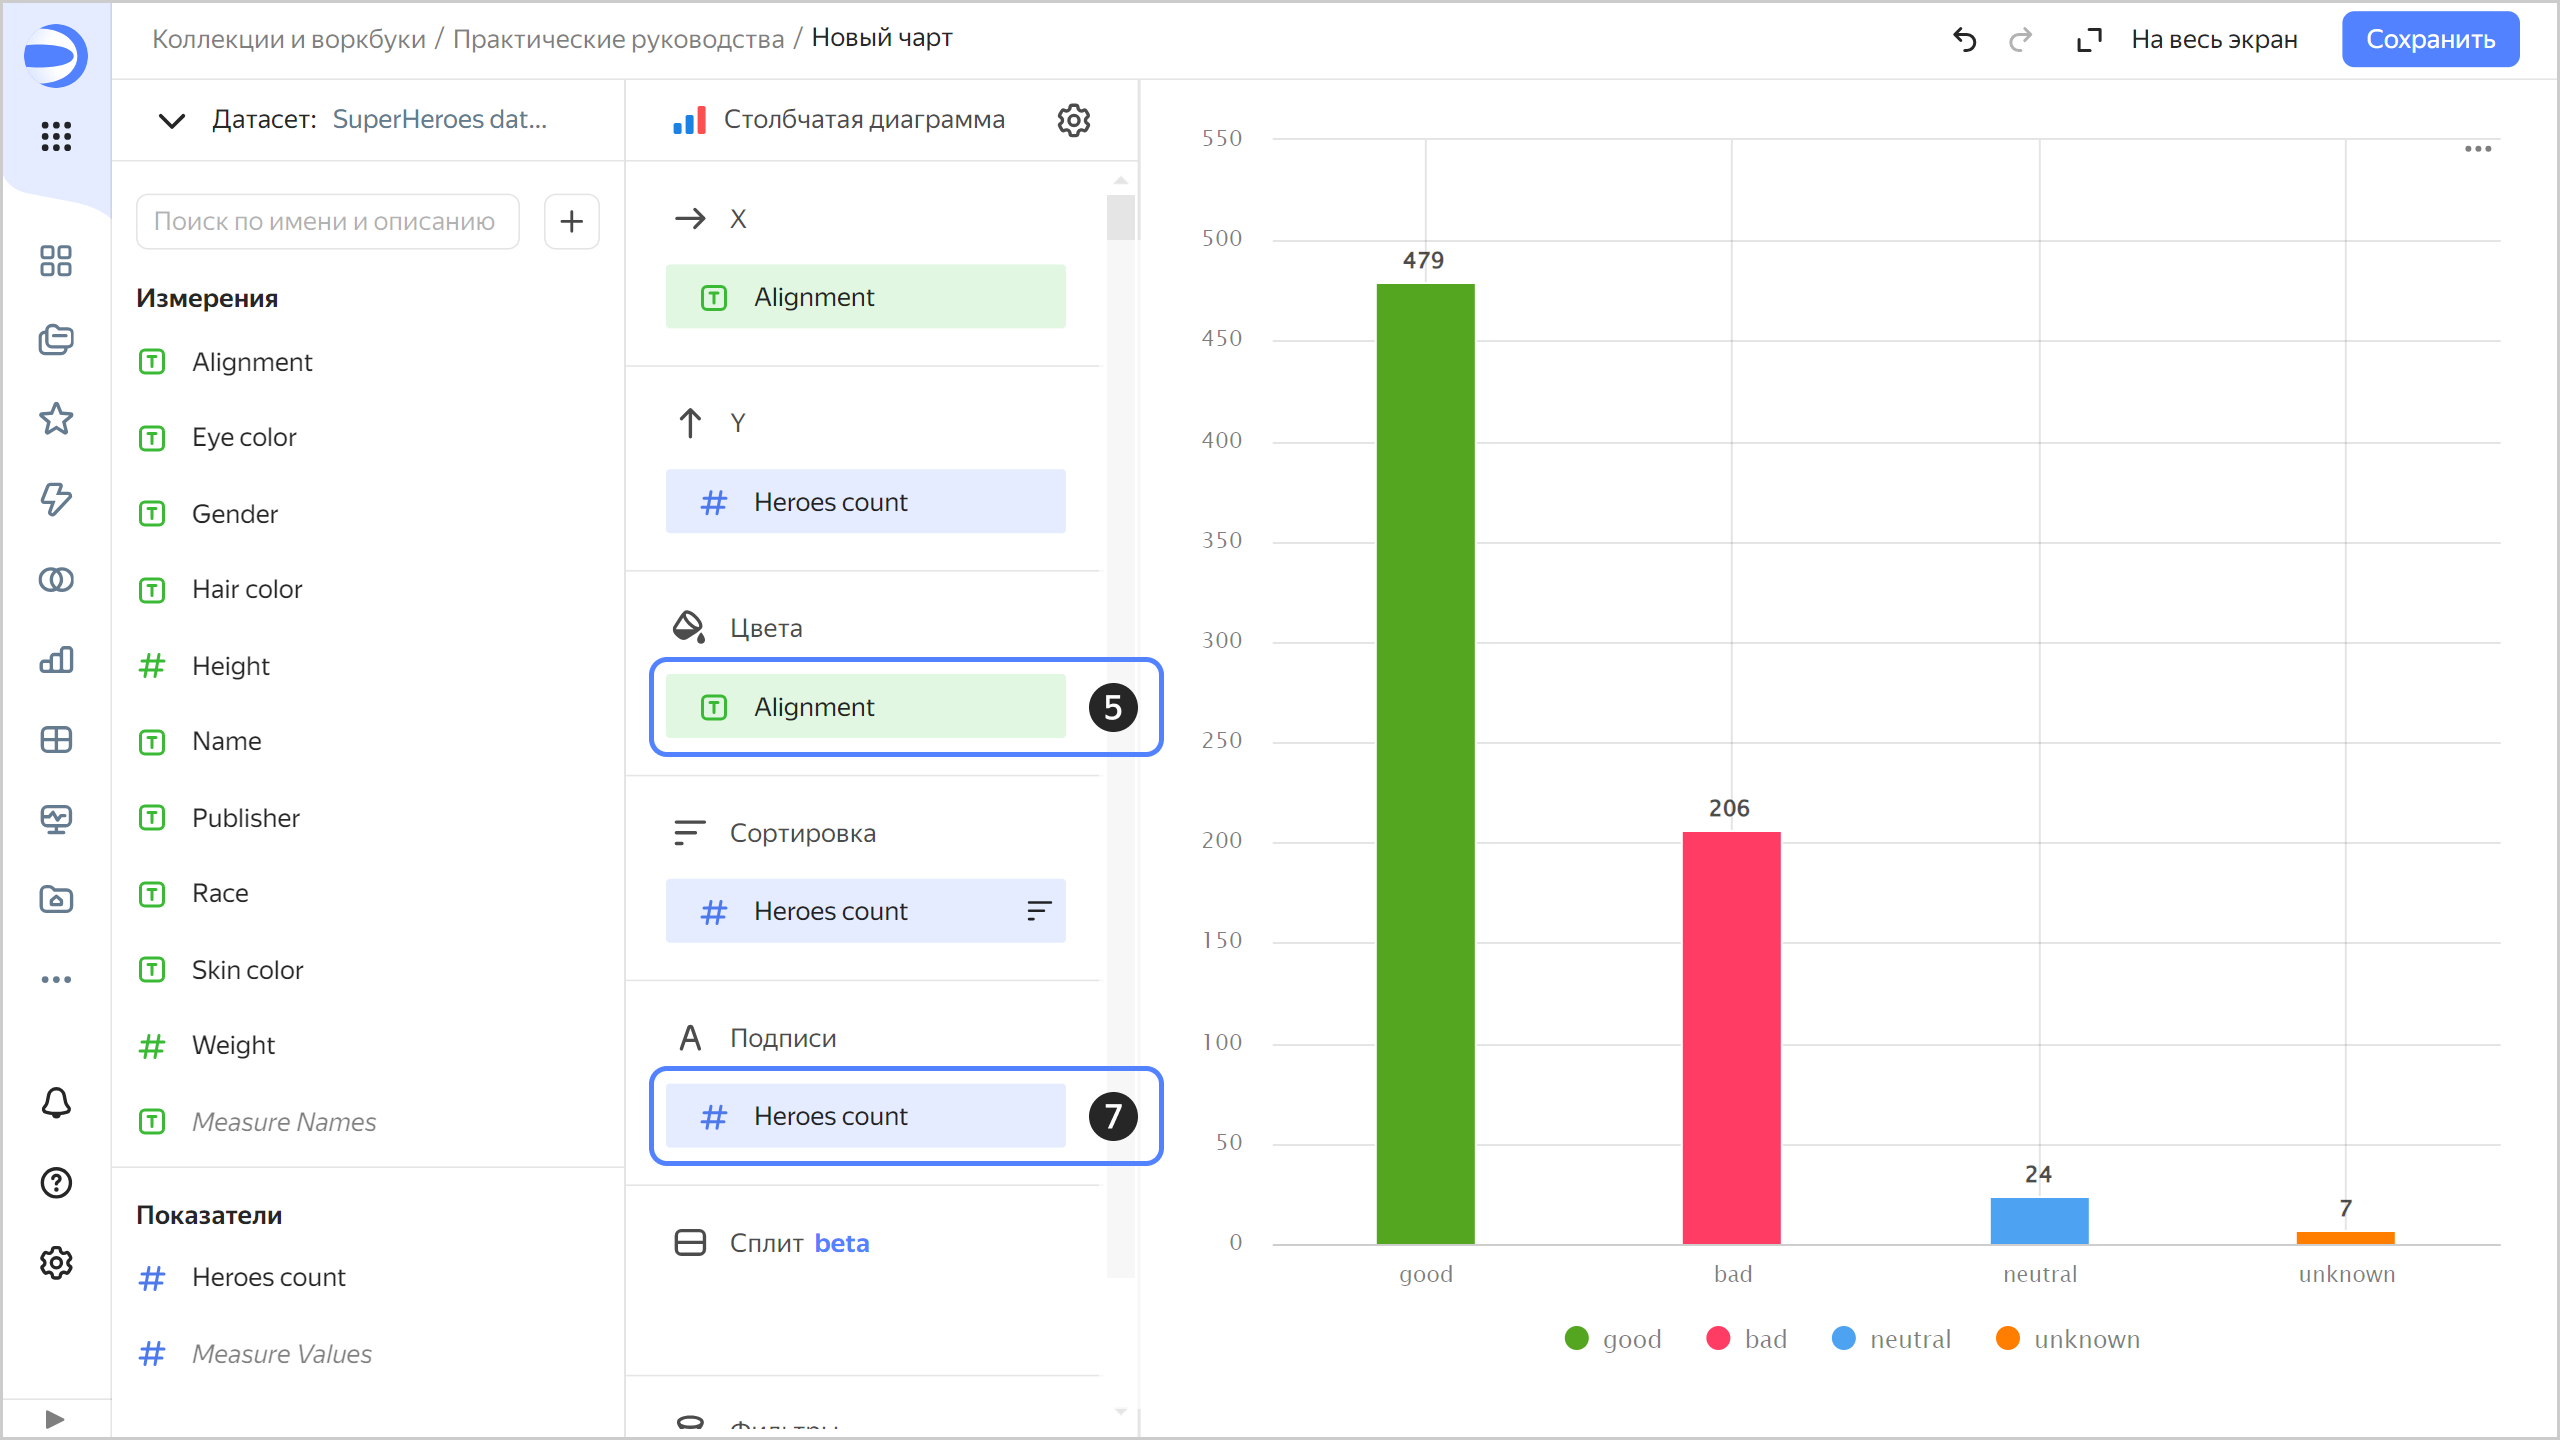 Коллекции и воркбуки / Практические руководства / Новый чарт
На весь экран
Сохранить
Датасет: SuperHeroes dat...
Поиск по имени и описанию
Измерения
Alignment
Eye color
Gender
Hair color
Height
Name
Publisher
Race
Skin color
Weight
Measure Names
Показатели
Heroes count
Measure Values
Столбчатая диаграмма
X
Alignment
Y
Heroes count
Цвета
Alignment
5
Сортировка
Heroes count
Подписи
Heroes count
7
Сплит beta
Фильтры
550
500
450
400
350
300
250
200
150
100
50
0
479
206
24
7
good
bad
neutral
unknown
good
bad
neutral
unknown